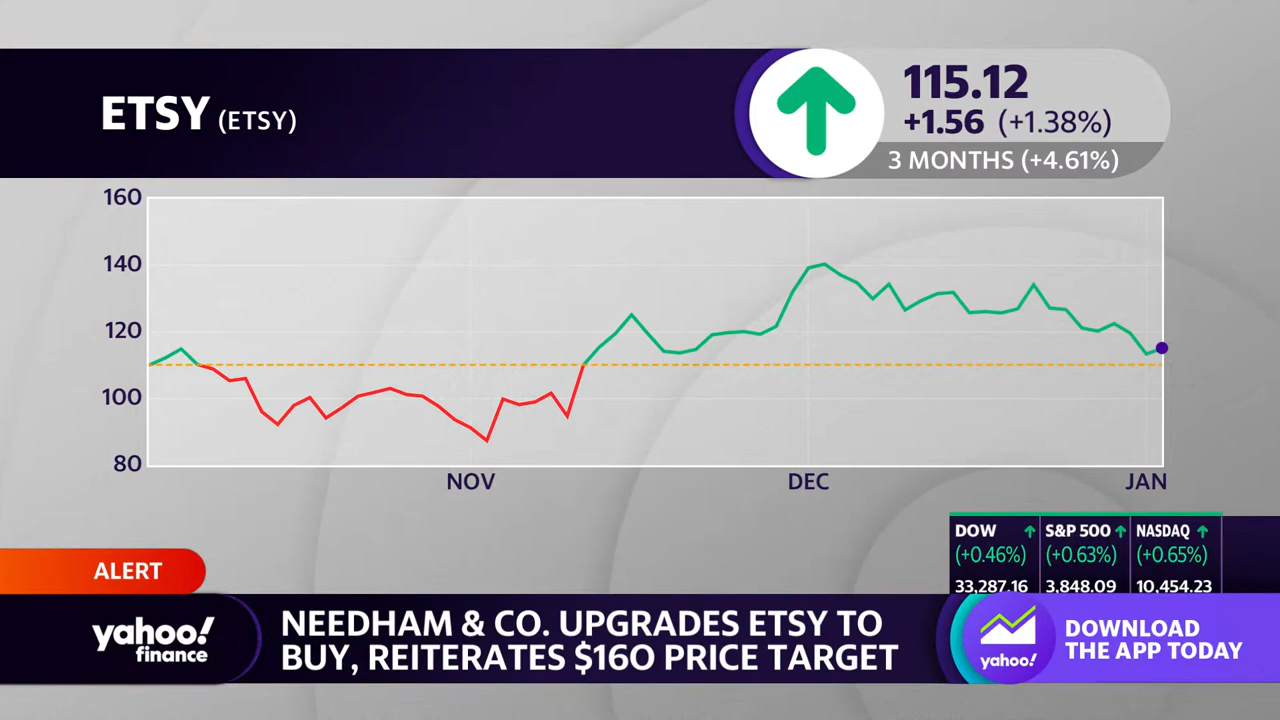 ETSY (ETSY)
115.12
+1.56 (+1.38%)
3 MONTHS (+4.61%)
160
140
120
100
80
NOV DEC JAN
DOW S&P 500 NASDAQ
(+0.46%) (+0.63%) (+0.65%)
33,287.16 3,848.09 10,454.23
ALERT
yahoo!
finance
NEEDHAM & CO. UPGRADES ETSY TO
BUY, REITERATES $160 PRICE TARGET
yahoo!
DOWNLOAD
THE APP TODAY